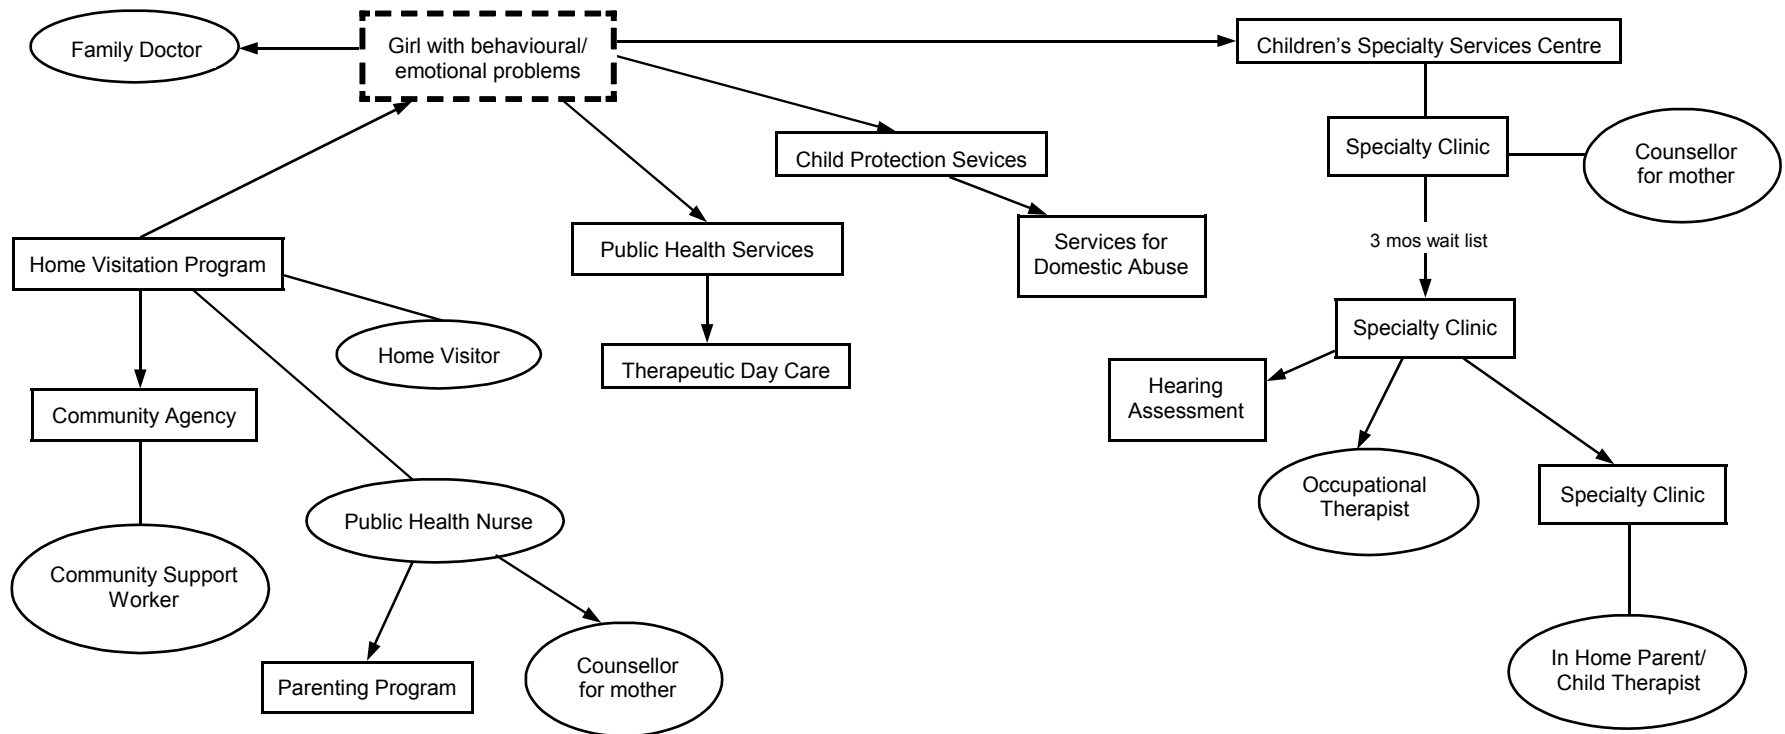 Family Doctor
Girl with behavioural/
emotional problems
Children's Specialty Services Centre
Child Protection Sevices
Specialty Clinic
Counsellor
for mother
Home Visitation Program
Public Health Services
Services for
Domestic Abuse
3 mos wait list
Home Visitor
Therapeutic Day Care
Specialty Clinic
Community Agency
Hearing
Assessment
Public Health Nurse
Occupational
Therapist
Specialty Clinic
Community Support
Worker
Parenting Program
Counsellor
for mother
In Home Parent/
Child Therapist